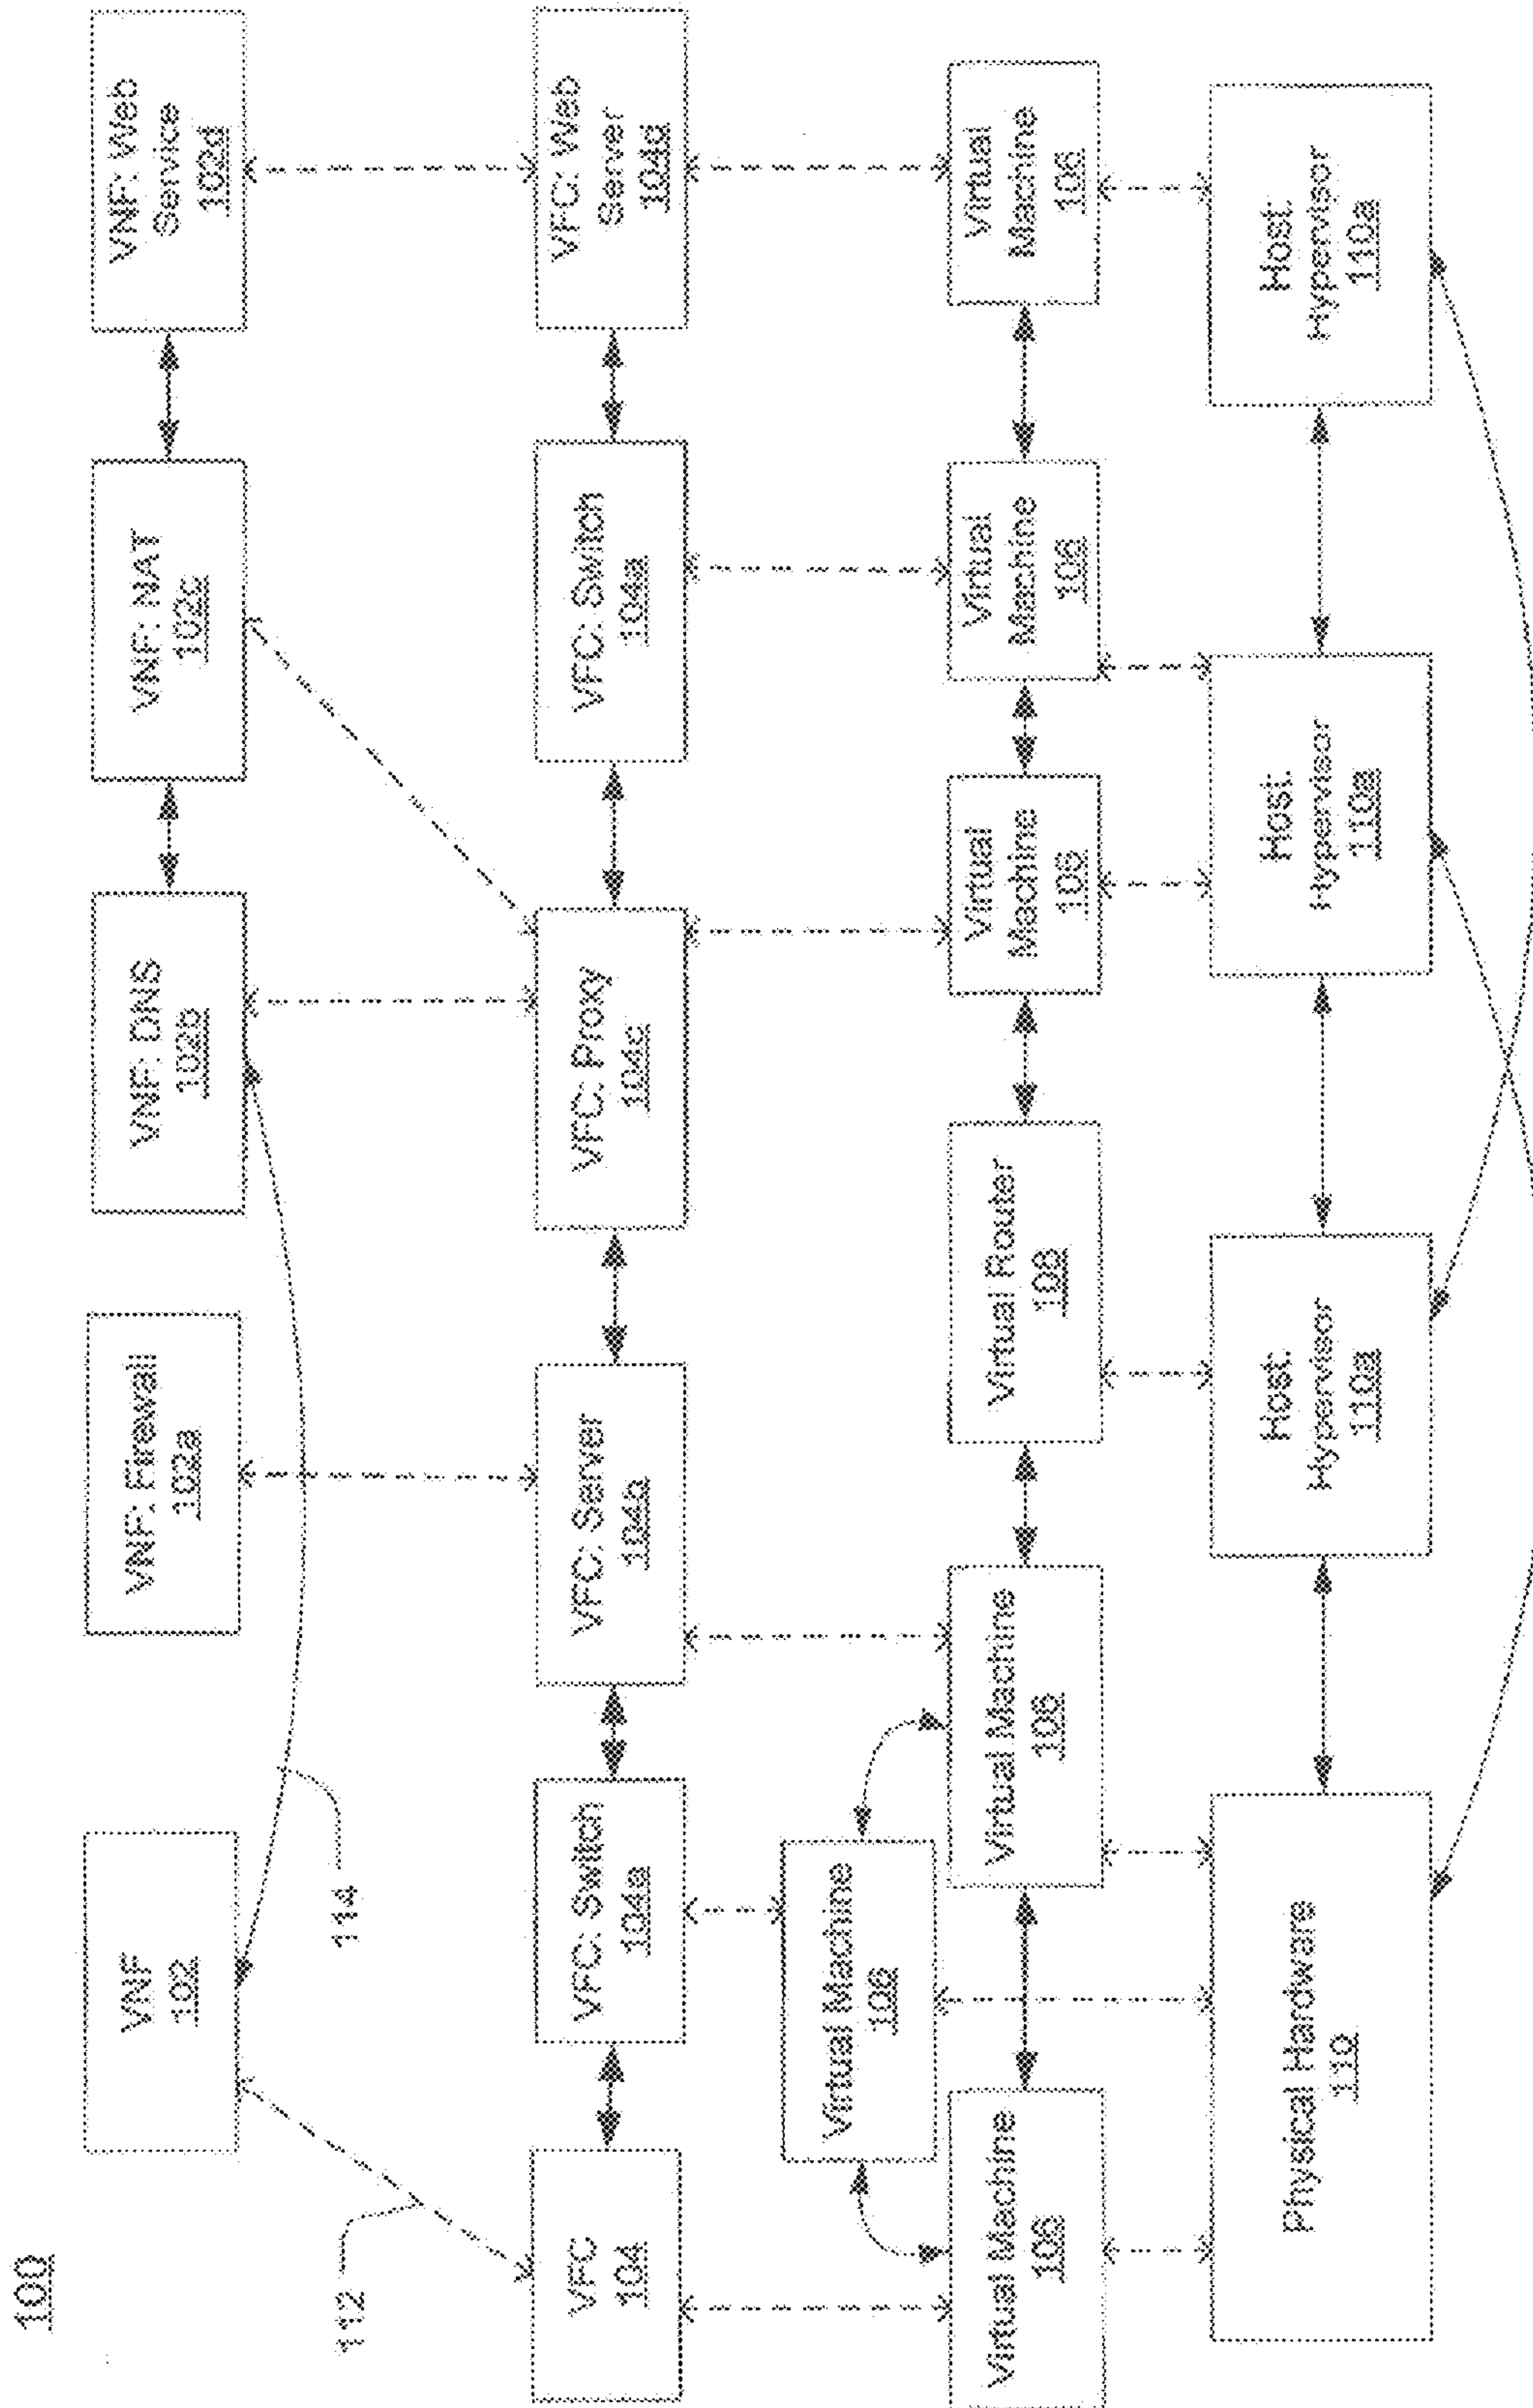 100
VNF
102
VNF: Firewall
102a
VNF: DNS
102b
VNF: NAT
102c
VNF: Web
Service
102d
112
114
VFC
104
VFC: Switch
104a
VFC: Server
104b
VFC: Proxy
104c
VFC: Switch
104a
VFC: Web
Server
104d
Virtual Machine
106
Virtual Machine
106
Virtual Machine
106
Virtual Router
108
Virtual
Machine
106
Virtual
Machine
106
Virtual
Machine
106
Physical Hardware
110
Host:
Hypervisor
110a
Host:
Hypervisor
110a
Host:
Hypervisor
110a